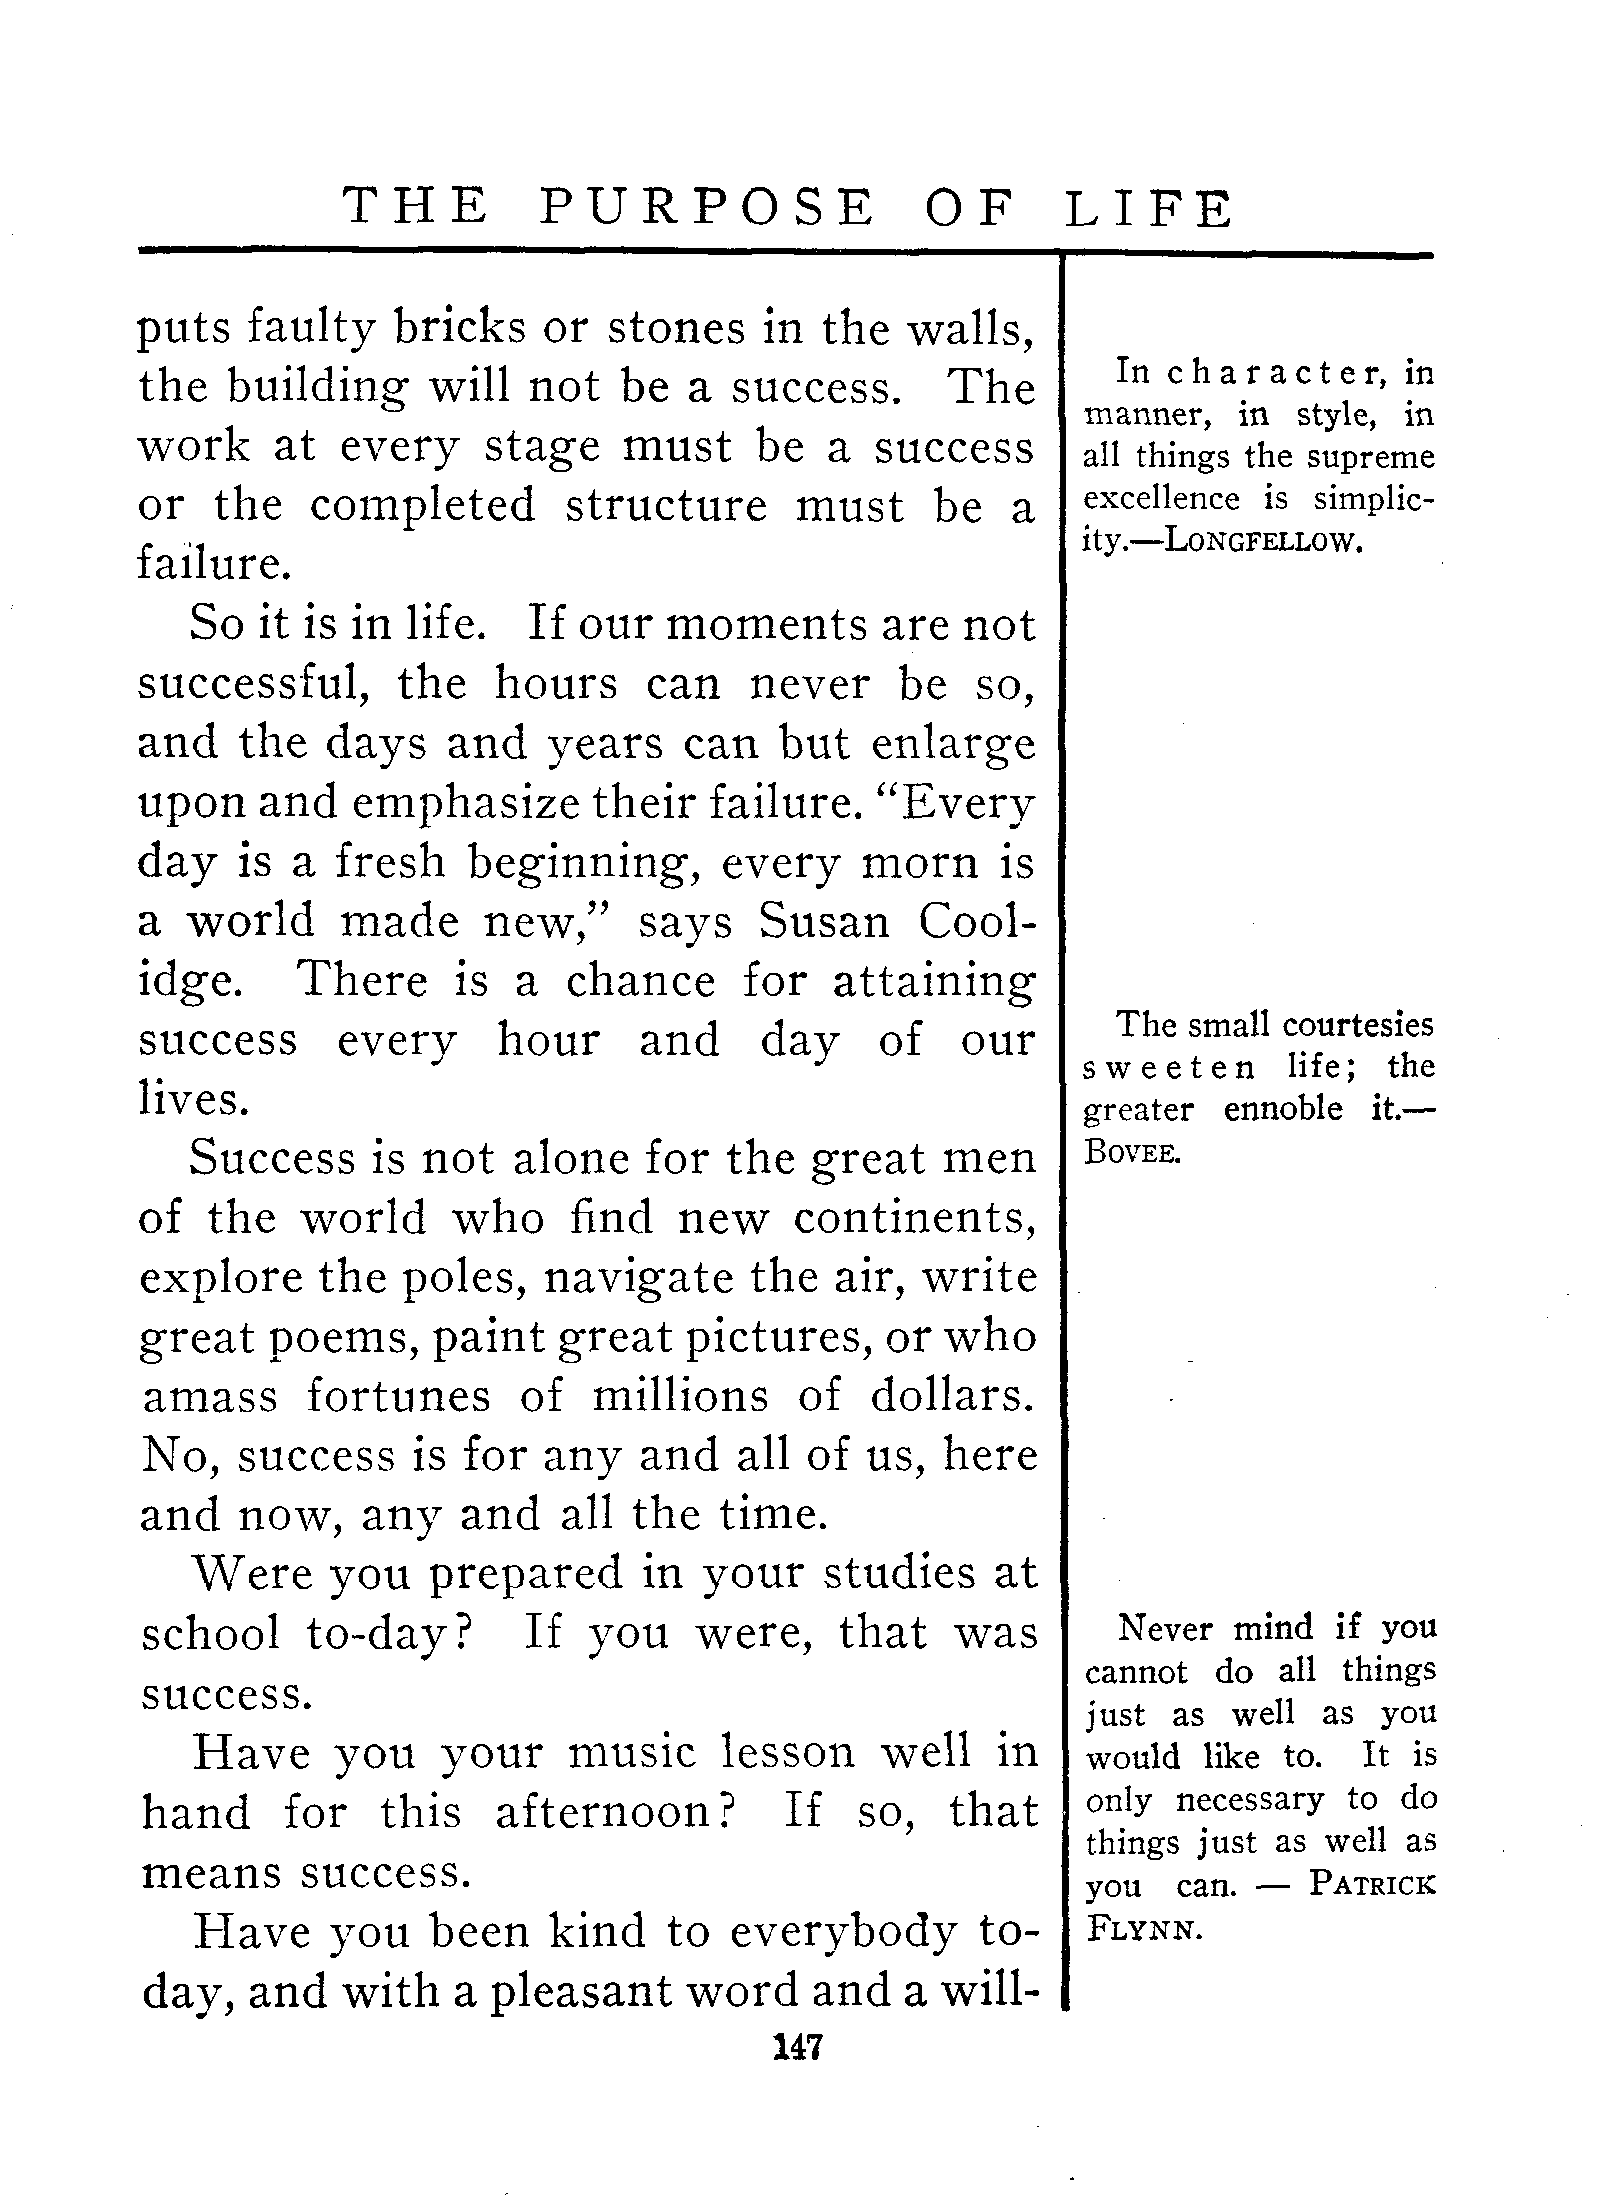 THE PURPOSE OF LIFE
puts faulty bricks or stones in the walls,
the building will not be a success. The
work at every stage must be a success
or the completed structure must be a
failure.
So it is in life. If our moments are not
successful, the hours can never be so,
and the days and years can but enlarge
upon and emphasize their failure. “Every
day is a fresh beginning, every morn is
a world made new,” says Susan Cool-
idge. There is a chance for attaining
success every hour and day of our
lives.
Success is not alone for the great men
of the world who find new continents,
explore the poles, navigate the air, write
great poems, paint great pictures, or who
amass fortunes of millions of dollars.
No, success is for any and all of us, here
and now, any and all the time.
Were you prepared in your studies at
school to-day? If you were, that was
success.
Have you your music lesson well in
hand for this afternoon? If so, that
means success.
Have you been kind to everybody to-
day, and with a pleasant word and a will-
In character, in
manner, in style, in
all things the supreme
excellence is simplic-
ity.—LONGFELLOW.
The small courtesies
sweeten life; the
greater ennoble it.—
BOVEE.
Never mind if you
cannot do all things
just as well as you
would like to. It is
only necessary to do
things just as well as
you can. — PATRICK
FLYNN.
147